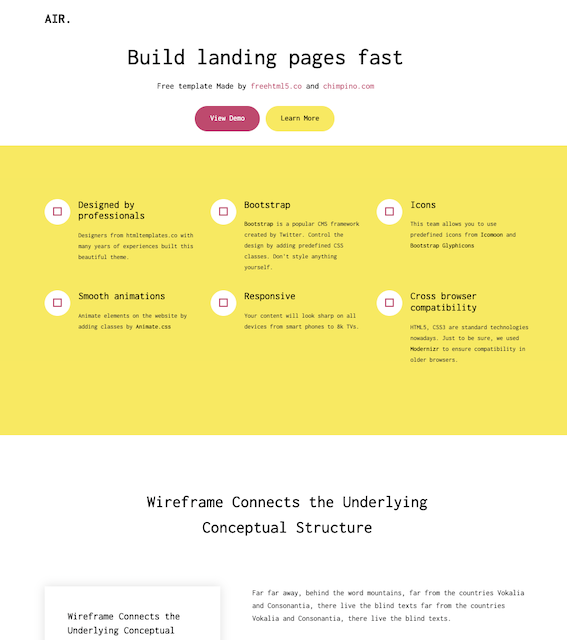 AIR.
Build landing pages fast
Free template Made by freehtml5.co and chimpino.com
View Demo
Learn More
Designed by
professionals
Designers from htmltemplates.co with
many years of experiences built this
beautiful theme.
Bootstrap
Bootstrap is a popular CMS framework
created by Twitter. Control the
design by adding predefined CSS
classes. Don't style anything
yourself.
Icons
This team allows you to use
predefined icons from Icomoon and
Bootstrap Glyphicons
Smooth animations
Animate elements on the website by
adding classes by Animate.css
Responsive
Your content will look sharp on all
devices from smart phones to 8k TVs.
Cross browser
compatibility
HTML5, CSS3 are standard technologies
nowadays. Just to be sure, we used
Modernizr to ensure compatibility in
older browsers.
Wireframe Connects the Underlying
Conceptual Structure
Wireframe Connects the
Underlying Conceptual
Far far away, behind the word mountains, far from the countries Vokalia
and Consonantia, there live the blind texts far from the countries
Vokalia and Consonantia, there live the blind texts.